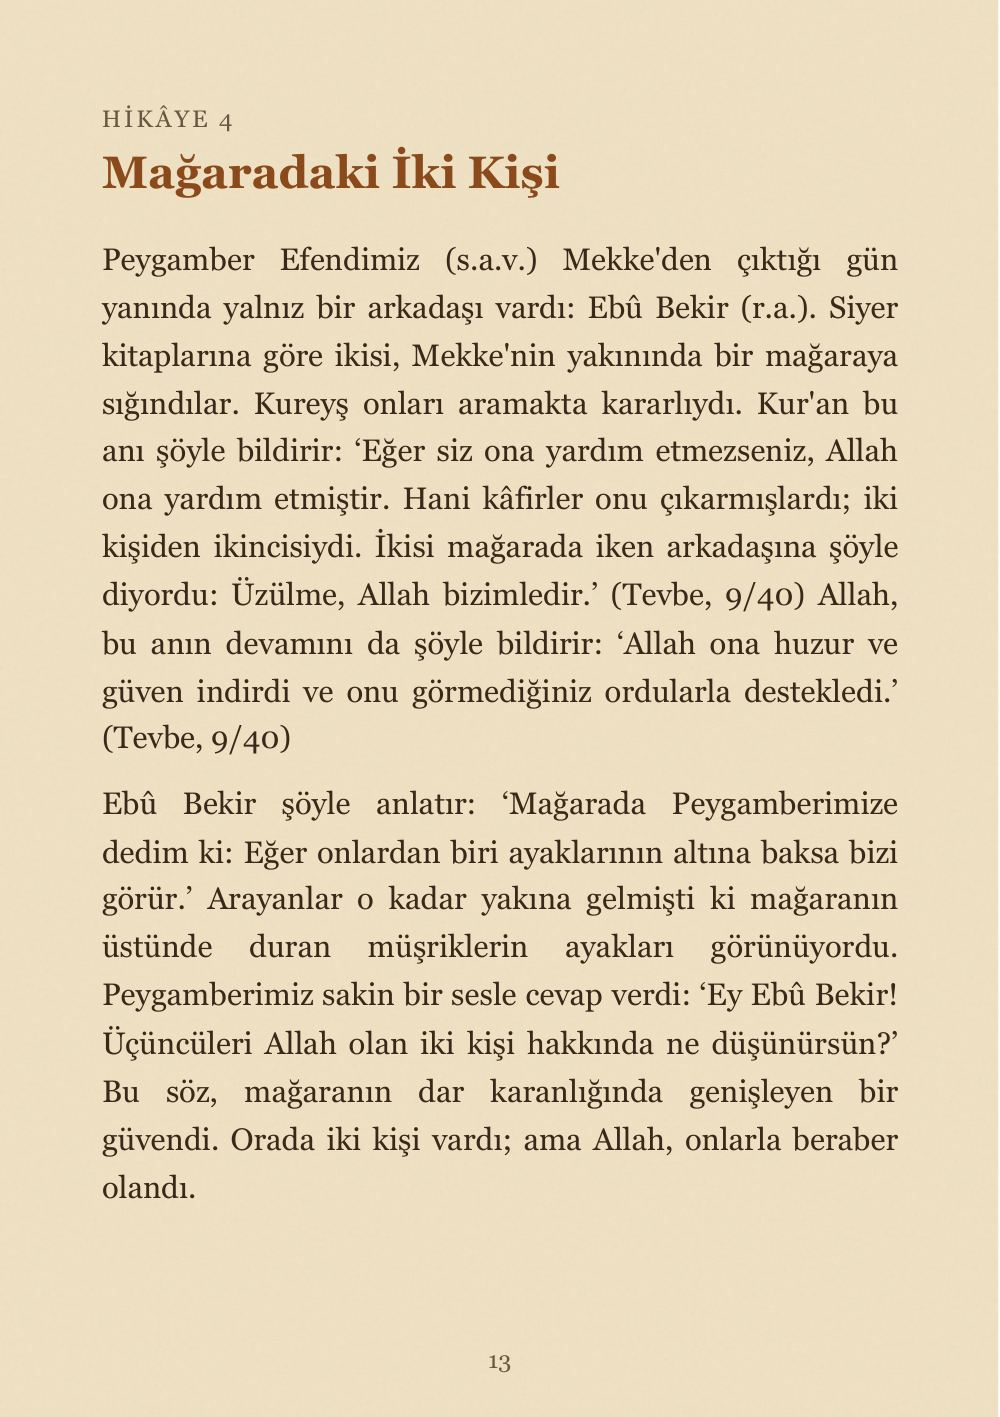 HİKÂYE 4
Mağaradaki İki Kişi
Peygamber Efendimiz (s.a.v.) Mekke'den çıktığı gün
yanında yalnız bir arkadaşı vardı: Ebû Bekir (r.a.). Siyer
kitaplarına göre ikisi, Mekke'nin yakınında bir mağaraya
sığındılar. Kureyş onları aramakta kararlıydı. Kur'an bu
anı şöyle bildirir: ‘Eğer siz ona yardım etmezseniz, Allah
ona yardım etmiştir. Hani kâfirler onu çıkarmışlardı; iki
kişiden ikincisiydi. İkisi mağarada iken arkadaşına şöyle
diyordu: Üzülme, Allah bizimledir.’ (Tevbe, 9/40) Allah,
bu anın devamını da şöyle bildirir: ‘Allah ona huzur ve
güven indirdi ve onu görmediğiniz ordularla destekledi.’
(Tevbe, 9/40)
Ebû Bekir şöyle anlatır: ‘Mağarada Peygamberimize
dedim ki: Eğer onlardan biri ayaklarının altına baksa bizi
görür.’ Arayanlar o kadar yakına gelmişti ki mağaranın
üstünde duran müşriklerin ayakları görünüyordu.
Peygamberimiz sakin bir sesle cevap verdi: ‘Ey Ebû Bekir!
Üçüncüleri Allah olan iki kişi hakkında ne düşünürsün?’
Bu söz, mağaranın dar karanlığında genişleyen bir
güvendi. Orada iki kişi vardı; ama Allah, onlarla beraber
olandı.
13